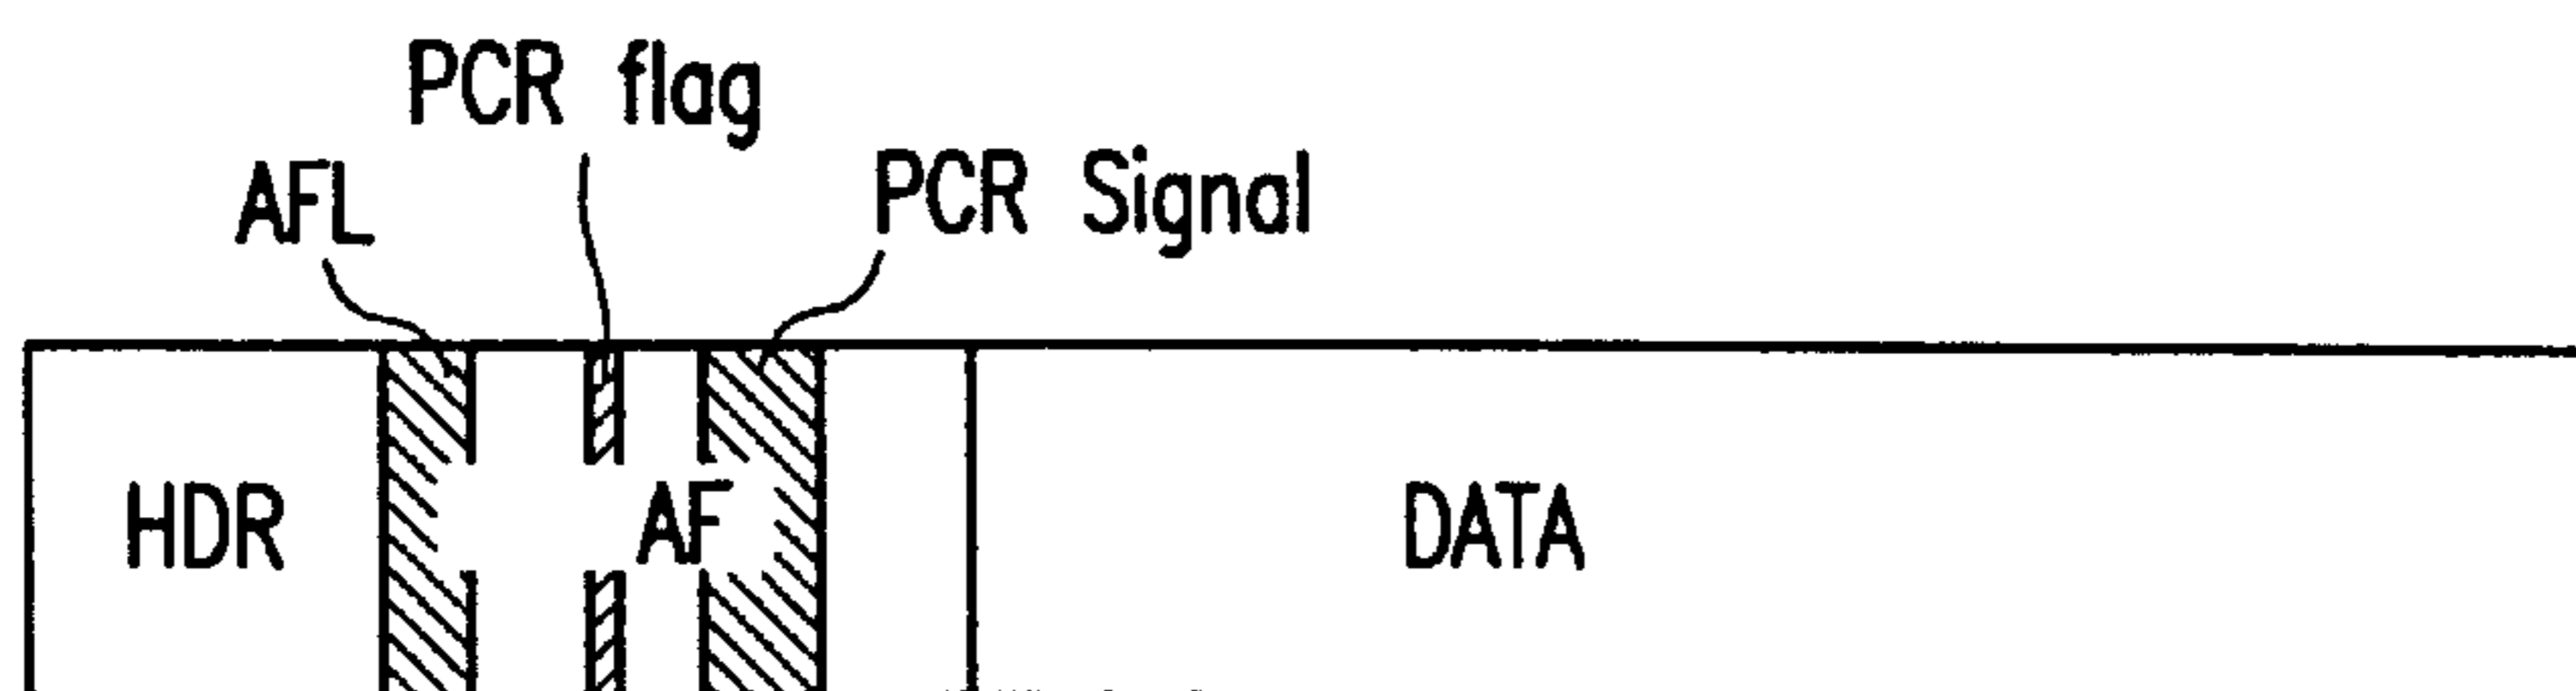 PCR flag
AFL
PCR Signal
HDR
AF
DATA